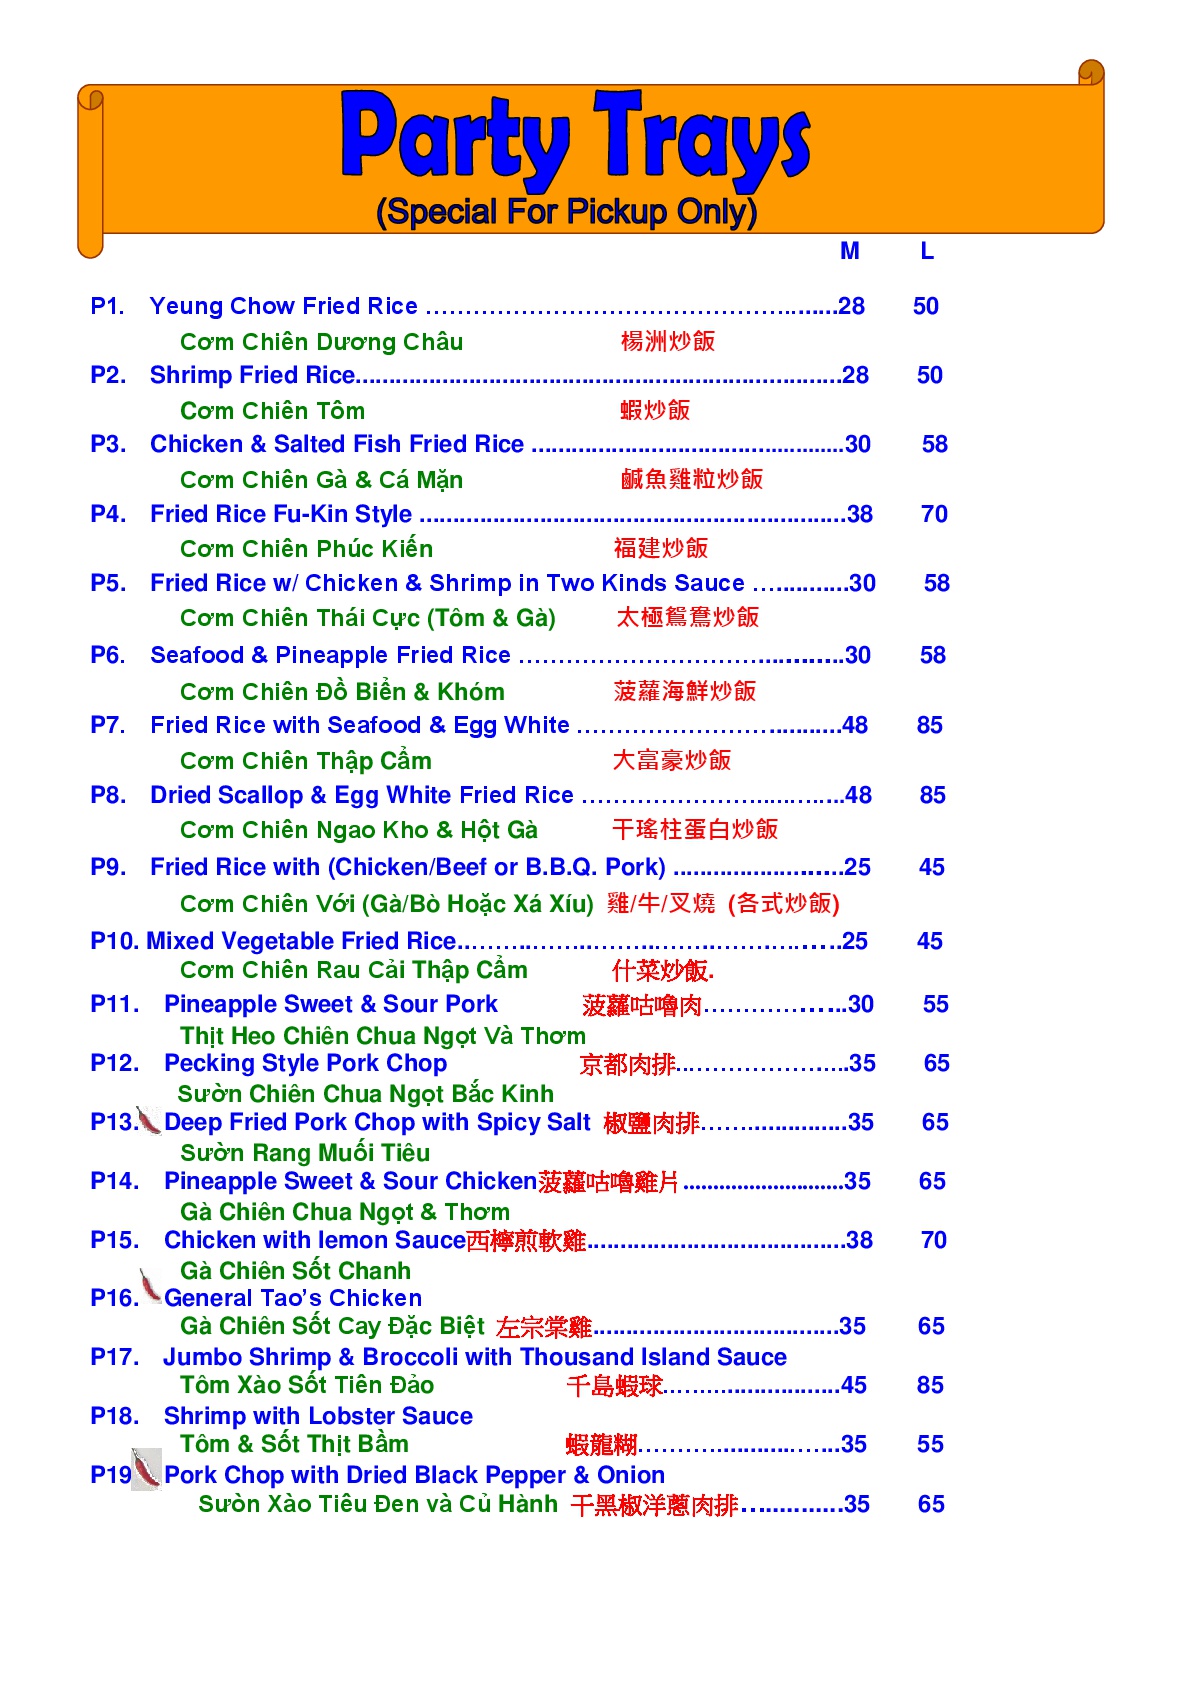 Party Trays
(Special For Pickup Only)
M L
P1. Yeung Chow Fried Rice ................................................28 50
Cơm Chiên Dương Châu 楊洲炒飯
P2. Shrimp Fried Rice.........................................................................28 50
Cơm Chiên Tôm 蝦炒飯
P3. Chicken & Salted Fish Fried Rice ...............................................30 58
Cơm Chiên Gà & Cá Mặn 鹹魚雞粒炒飯
P4. Fried Rice Fu-Kin Style ................................................................38 70
Cơm Chiên Phúc Kiến 福建炒飯
P5. Fried Rice w/ Chicken & Shrimp in Two Kinds Sauce ..............30 58
Cơm Chiên Thái Cực (Tôm & Gà) 太極鴛鴦炒飯
P6. Seafood & Pineapple Fried Rice ..........................................30 58
Cơm Chiên Đồ Biển & Khóm 菠蘿海鮮炒飯
P7. Fried Rice with Seafood & Egg White ...................................48 85
Cơm Chiên Thập Cẩm 大富豪炒飯
P8. Dried Scallop & Egg White Fried Rice ..................................48 85
Cơm Chiên Ngao Kho & Hột Gà 干瑤柱蛋白炒飯
P9. Fried Rice with (Chicken/Beef or B.B.Q. Pork) ..........................25 45
Cơm Chiên Với (Gà/Bò Hoặc Xá Xíu) 雞/牛/叉燒 (各式炒飯)
P10. Mixed Vegetable Fried Rice..................................................25 45
Cơm Chiên Rau Cải Thập Cẩm 什菜炒飯.
P11. Pineapple Sweet & Sour Pork 菠蘿咕嚕肉.....................30 55
Thịt Heo Chiên Chua Ngọt Và Thơm
P12. Pecking Style Pork Chop 京都肉排..........................35 65
Sườn Chiên Chua Ngọt Bắc Kinh
P13. Deep Fried Pork Chop with Spicy Salt 椒鹽肉排......................35 65
Sườn Rang Muối Tiêu
P14. Pineapple Sweet & Sour Chicken菠蘿咕嚕雞片...........................35 65
Gà Chiên Chua Ngọt & Thơm
P15. Chicken with lemon Sauce西檸煎軟雞.......................................38 70
Gà Chiên Sốt Chanh
P16. General Tao’s Chicken
Gà Chiên Sốt Cay Đặc Biệt 左宗棠雞.....................................35 65
P17. Jumbo Shrimp & Broccoli with Thousand Island Sauce
Tôm Xào Sốt Tiên Đảo 千島蝦球...........................45 85
P18. Shrimp with Lobster Sauce
Tôm & Sốt Thịt Bầm 蝦龍糊..............................35 55
P19 Pork Chop with Dried Black Pepper & Onion
Sườn Xào Tiêu Đen và Củ Hành 干黑椒洋蔥肉排...............35 65